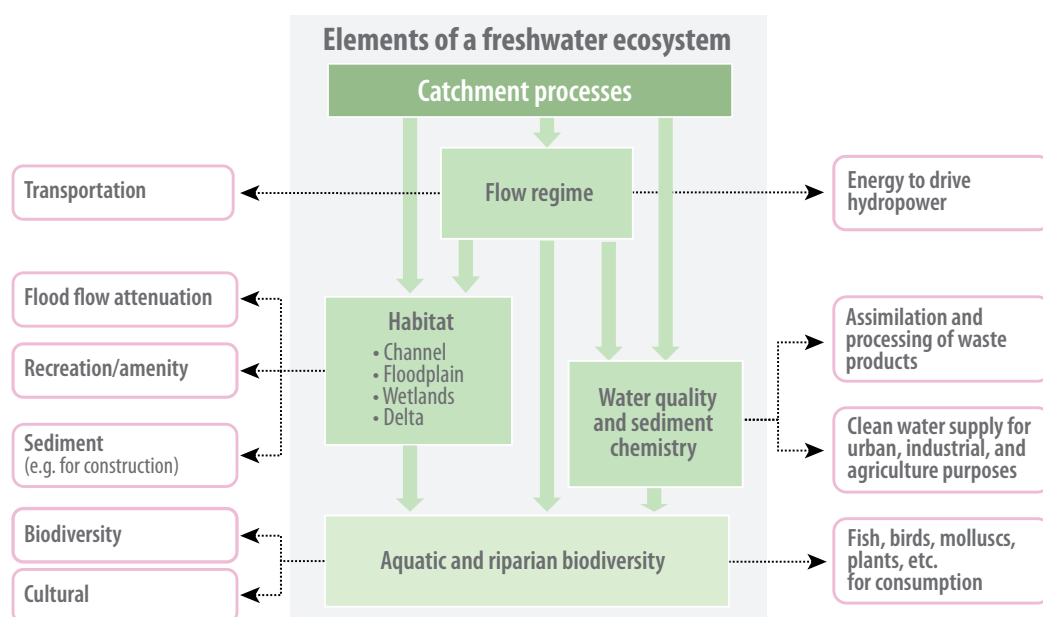 Elements of a freshwater ecosystem
Catchment processes
Flow regime
Transportation
Energy to drive
hydropower
Flood flow attenuation
Recreation/amenity
Sediment
(e.g. for construction)
Habitat
• Channel
• Floodplain
• Wetlands
• Delta
Water quality
and sediment
chemistry
Assimilation and
processing of waste
products
Clean water supply for
urban, industrial, and
agriculture purposes
Biodiversity
Cultural
Aquatic and riparian biodiversity
Fish, birds, molluscs,
plants, etc.
for consumption